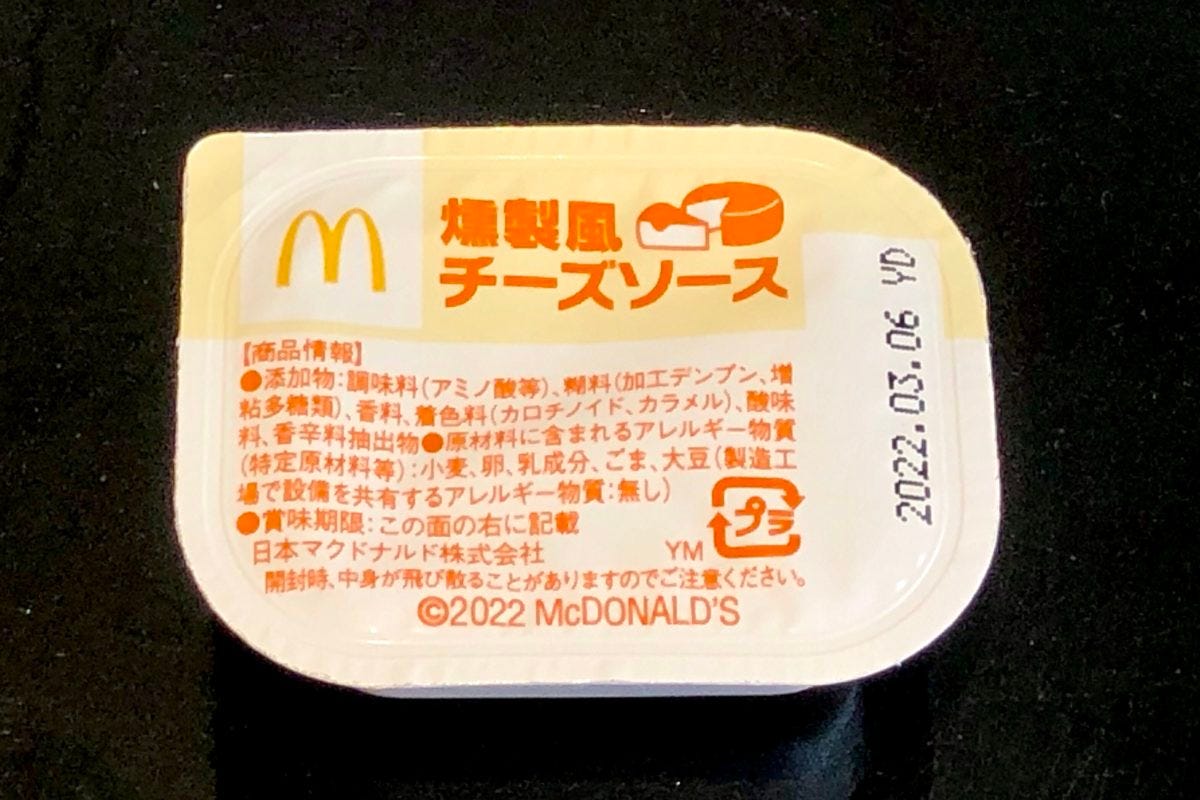 燻製風
チーズソース
【商品情報】
●添加物:調味料(アミノ酸等)、糊料(加工デンプン、増
粘多糖類)、香料、着色料(カロチノイド、カラメル)、酸味
料、香辛料抽出物●原材料に含まれるアレルギー物質
(特定原材料等):小麦、卵、乳成分、ごま、大豆(製造工
場で設備を共有するアレルギー物質:無し)
●賞味期限:この面の右に記載
日本マクドナルド株式会社
YM
プラ
開封時、中身が飛び散ることがありますのでご注意ください。
©2022 McDONALD'S
2022.03.06 YD